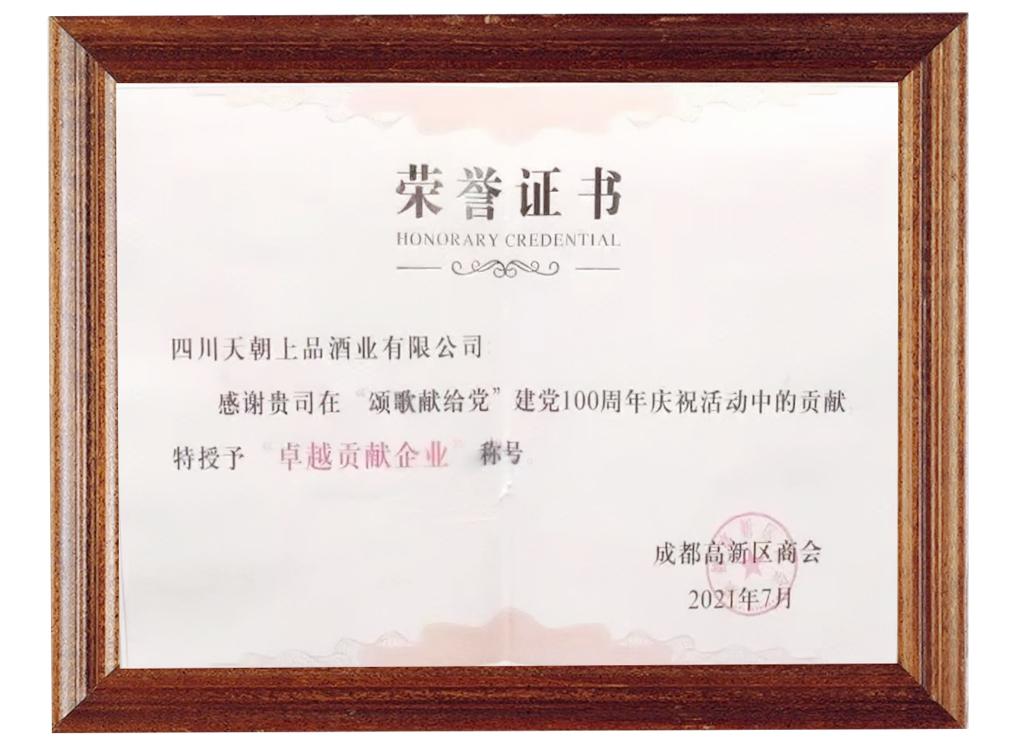 荣誉证书
HONORARY CREDENTIAL
四川天朝上品酒业有限公司
感谢贵司在“颂歌献给党”建党100周年庆祝活动中的贡献
特授予“卓越贡献企业”称号。
成都高新区商会
2021年7月